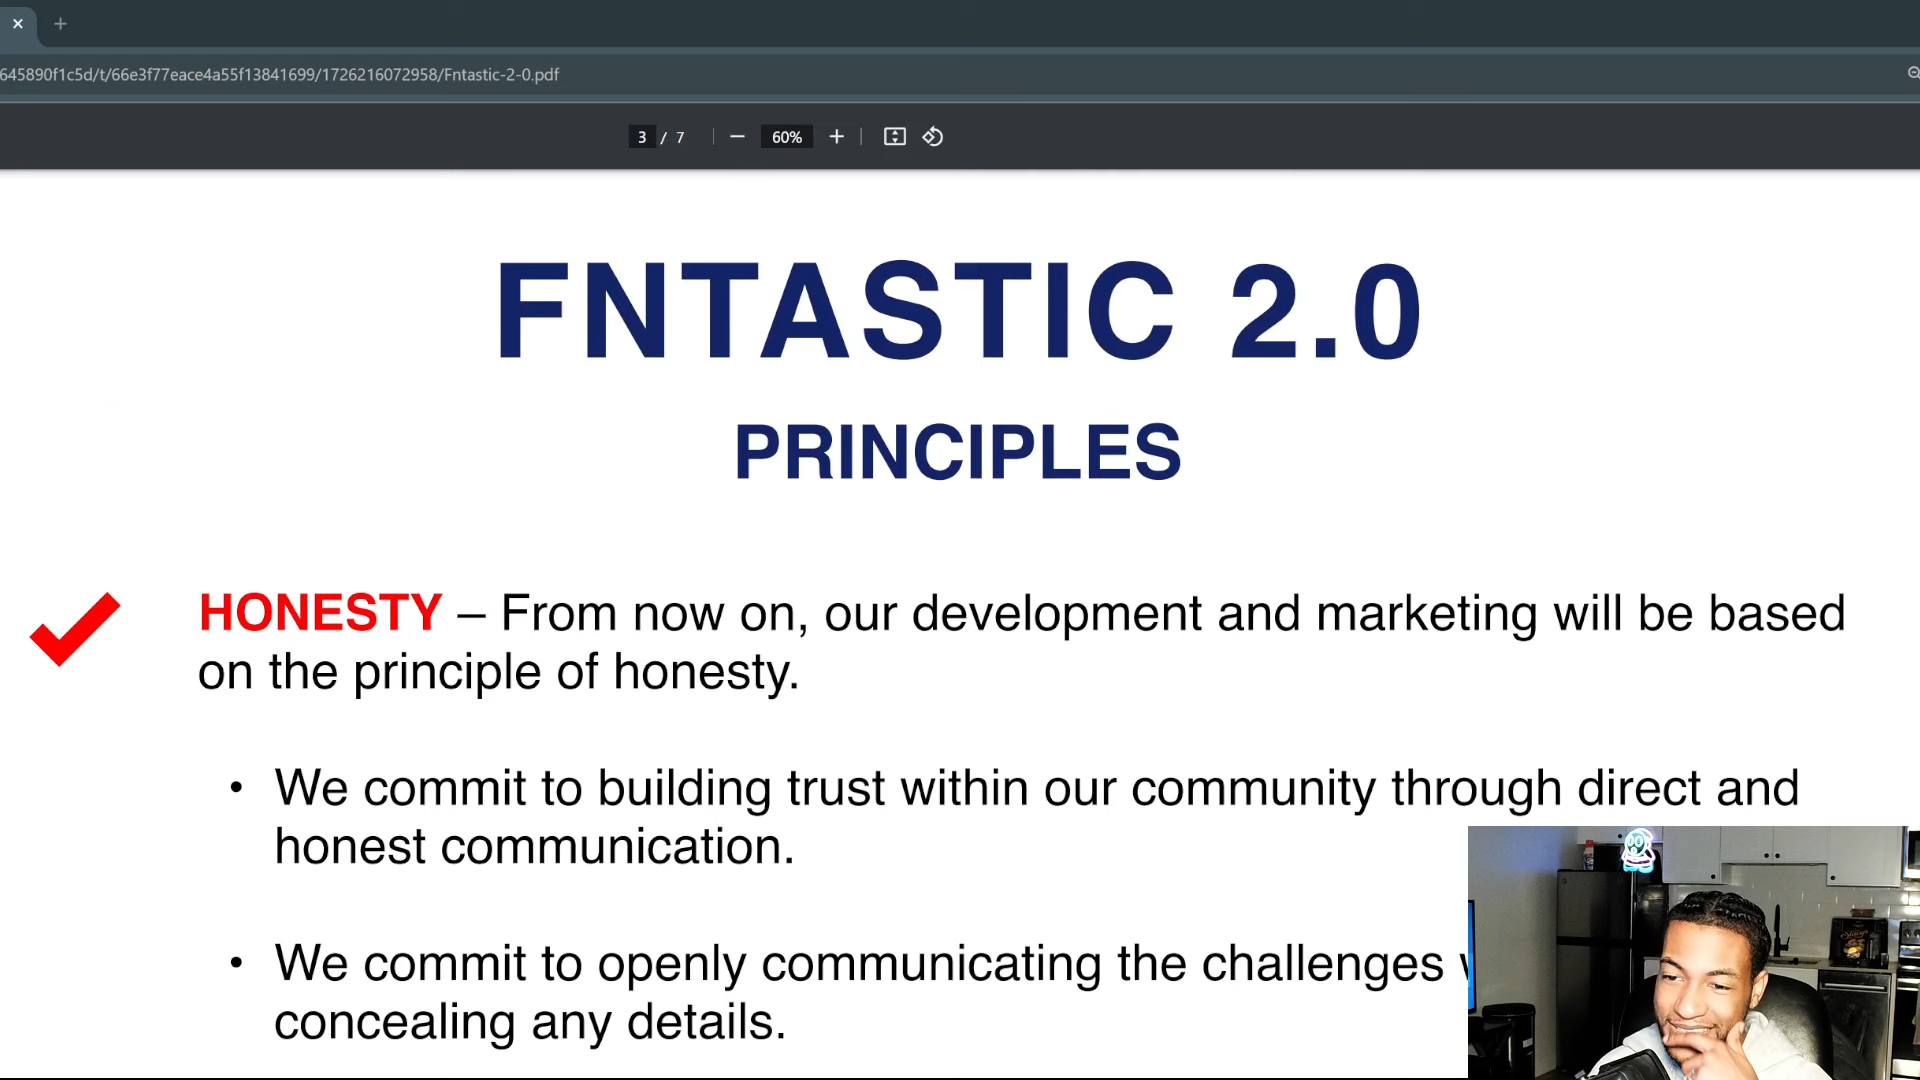 645890f1c5d/t/66e3f77eace4a55f13841699/1726216072958/Fntastic-2-0.pdf
3 / 7 60%
FNTASTIC 2.0
PRINCIPLES
HONESTY – From now on, our development and marketing will be based
on the principle of honesty.
• We commit to building trust within our community through direct and
honest communication.
• We commit to openly communicating the challenges
concealing any details.